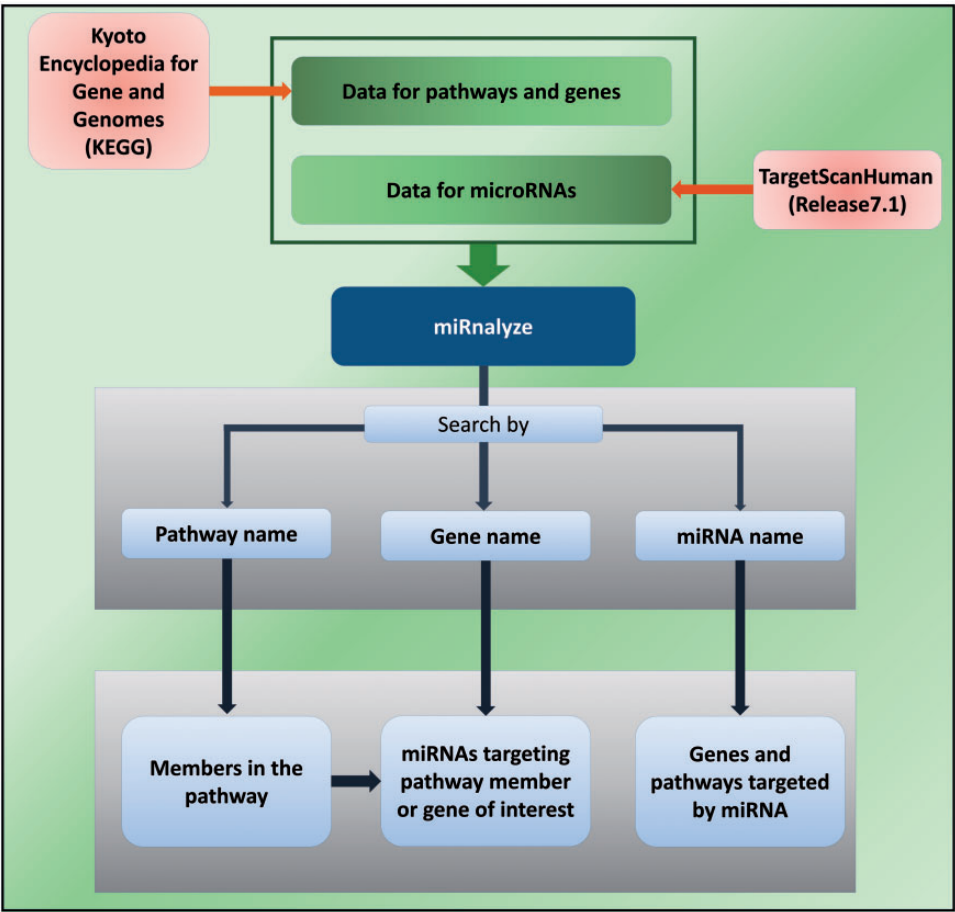 Kyoto
Encyclopedia for
Gene and
Genomes
(KEGG)
Data for pathways and genes
Data for microRNAs
TargetScanHuman
(Release7.1)
miRnalyze
Search by
Pathway name
Gene name
miRNA name
Members in the
pathway
miRNAs targeting
pathway member
or gene of interest
Genes and
pathways targeted
by miRNA